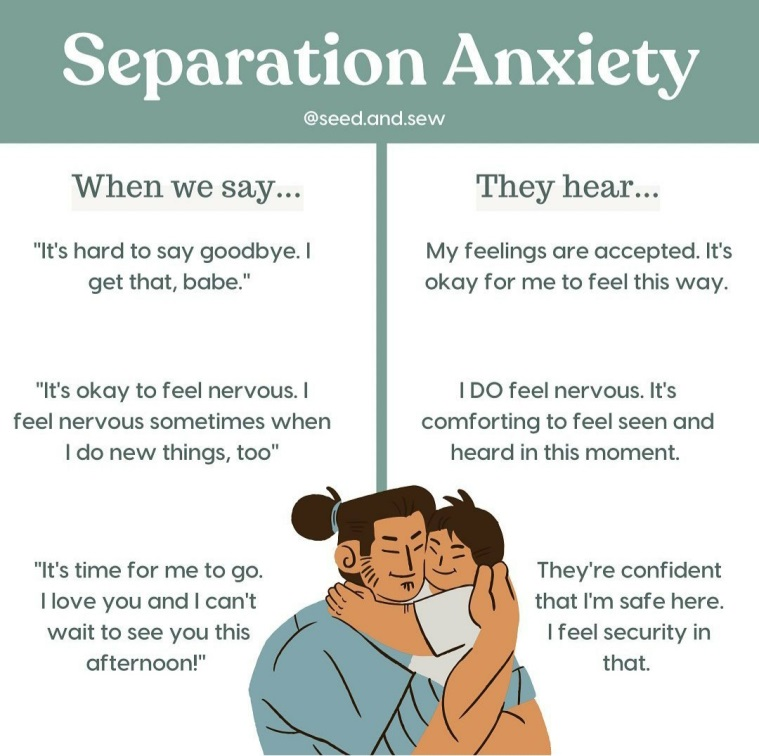 Separation Anxiety
@seed.and.sew
When we say...
They hear...
"It's hard to say goodbye. I
get that, babe."
My feelings are accepted. It's
okay for me to feel this way.
"It's okay to feel nervous. I
feel nervous sometimes when
I do new things, too"
I DO feel nervous. It's
comforting to feel seen and
heard in this moment.
"It's time for me to go.
I love you and I can't
wait to see you this
afternoon!"
They're confident
that I'm safe here.
I feel security in
that.